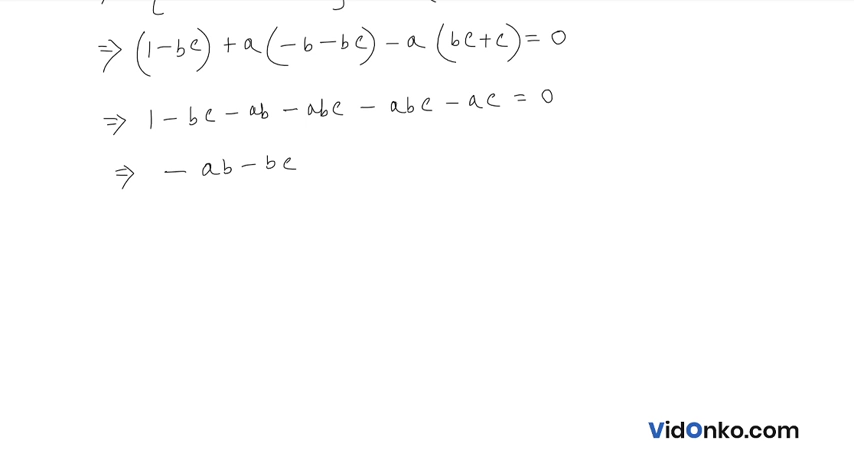 ⇒ (1 – bc) + a (– b – bc) – a (bc + c) = 0
⇒ 1 – bc – ab – abc – abc – ac = 0
⇒ – ab – bc
VidOnko.com